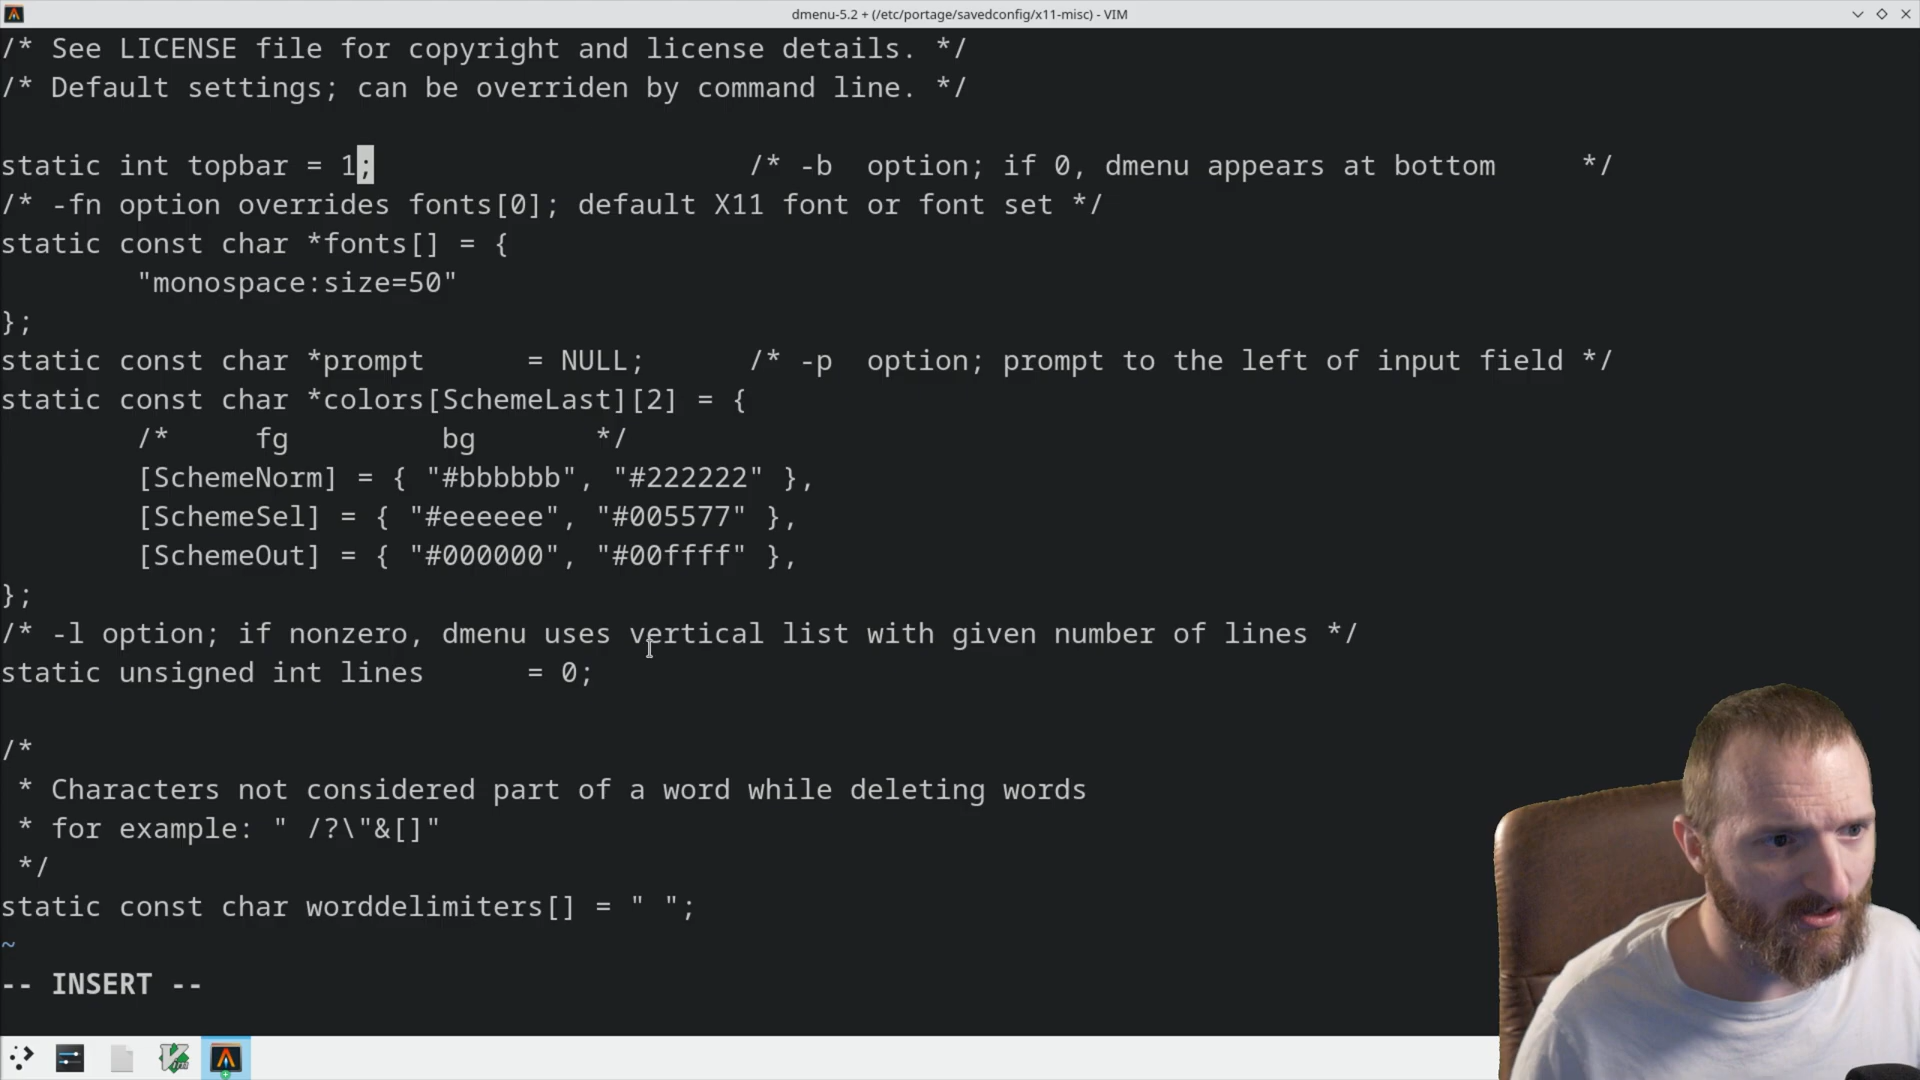 dmenu-5.2 + (/etc/portage/savedconfig/x11-misc) - VIM
/* See LICENSE file for copyright and license details. */
/* Default settings; can be overriden by command line. */
static int topbar = 1;                      /* -b  option; if 0, dmenu appears at bottom     */
/* -fn option overrides fonts[0]; default X11 font or font set */
static const char *fonts[] = {
        "monospace:size=50"
};
static const char *prompt      = NULL;      /* -p  option; prompt to the left of input field */
static const char *colors[SchemeLast][2] = {
        /*     fg         bg       */
        [SchemeNorm] = { "#bbbbbb", "#222222" },
        [SchemeSel] = { "#eeeeee", "#005577" },
        [SchemeOut] = { "#000000", "#00ffff" },
};
/* -l option; if nonzero, dmenu uses vertical list with given number of lines */
static unsigned int lines      = 0;
/*
 * Characters not considered part of a word while deleting words
 * for example: " /?\"&[]"
 */
static const char worddelimiters[] = " ";
~
-- INSERT --